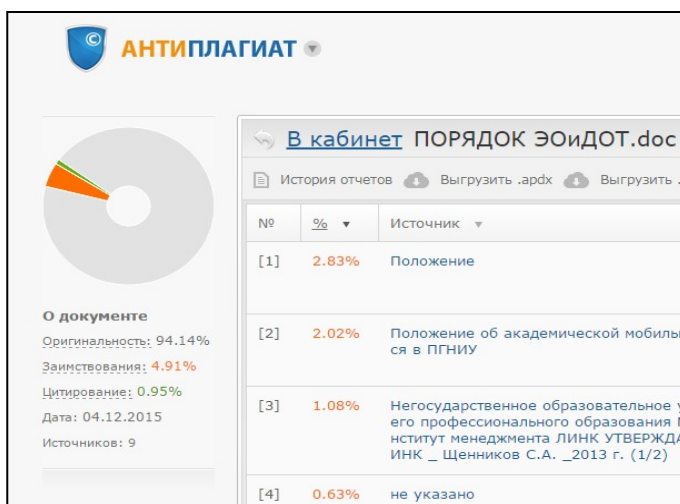 АНТИПЛАГИАТ
В кабинет ПОРЯДОК ЭОиДОТ.doc
История отчетов Выгрузить .apdx Выгрузить .
№ % Источник
[1] 2.83% Положение
[2] 2.02% Положение об академической
ся в ПГНИУ
[3] 1.08% Негосударственное образовательное
его профессионального образования
нститут менеджмента ЛИНК
ИНК _ Щенников С.А. _2013 г. (1/2)
[4] 0.63% не указано
О документе
Оригинальность: 94.14%
Заимствования: 4.91%
Цитирование: 0.95%
Дата: 04.12.2015
Источников: 9